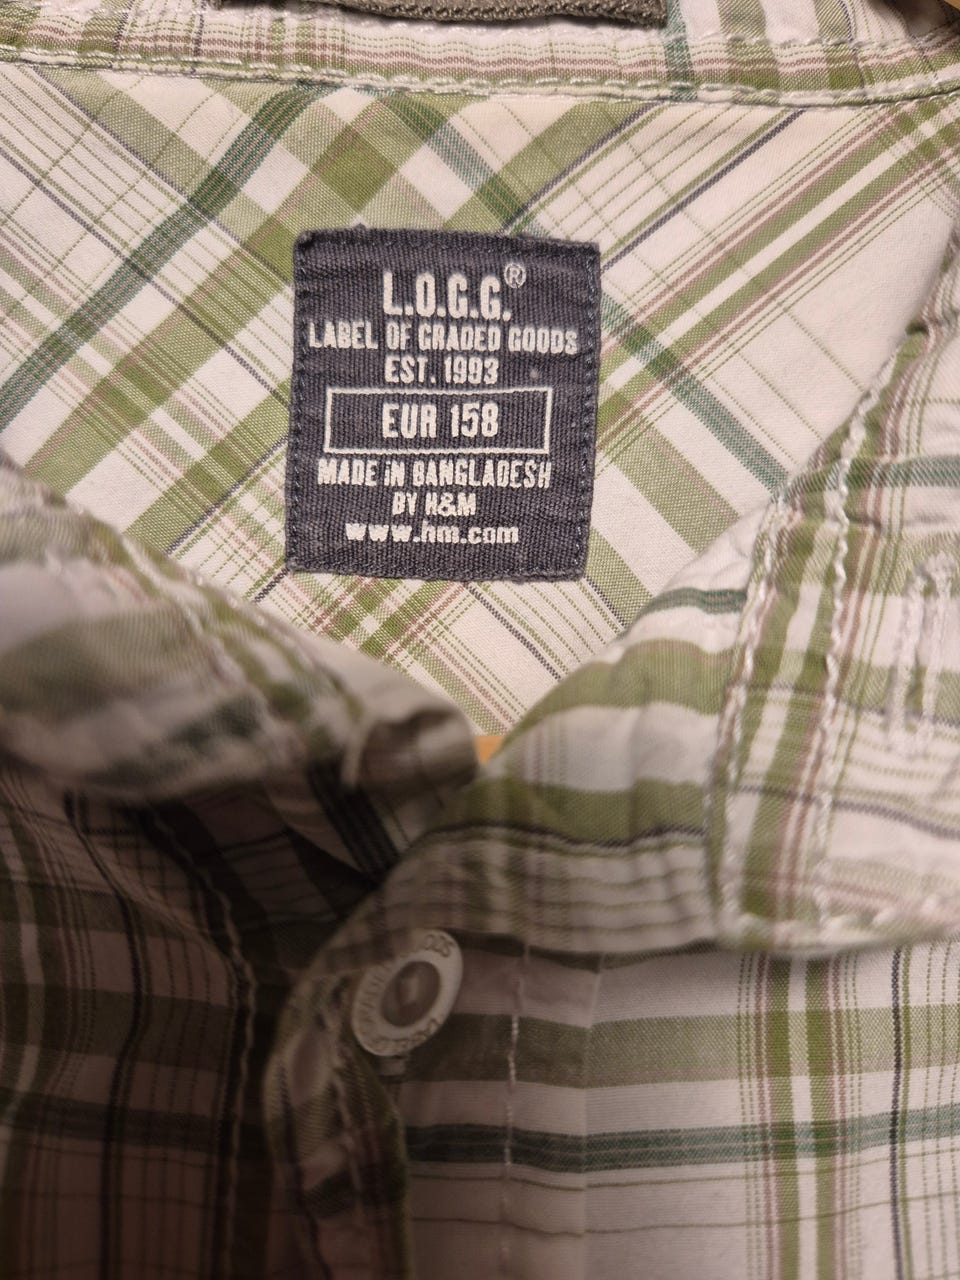 L.O.G.G.®
LABEL OF GRADED GOODS
EST. 1993
EUR 158
MADE IN BANGLADESH
BY H&M
www.hm.com